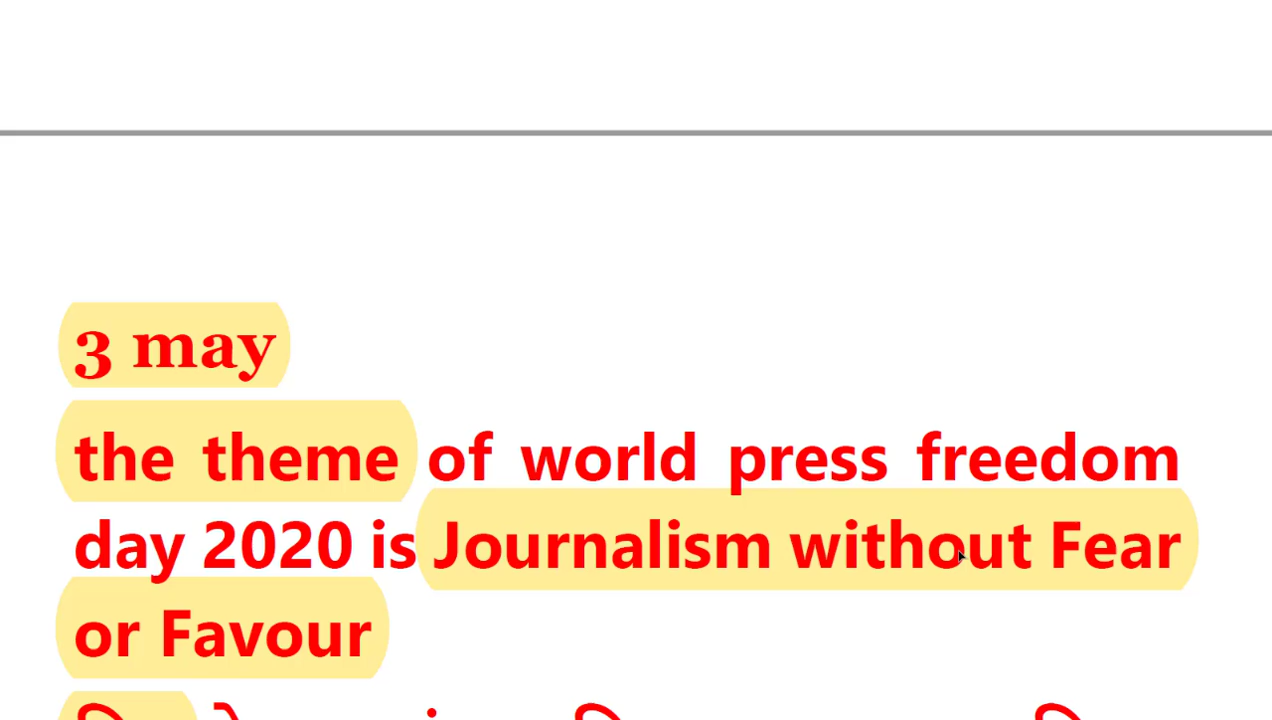 3 may
the theme of world press freedom
day 2020 is Journalism without Fear
or Favour